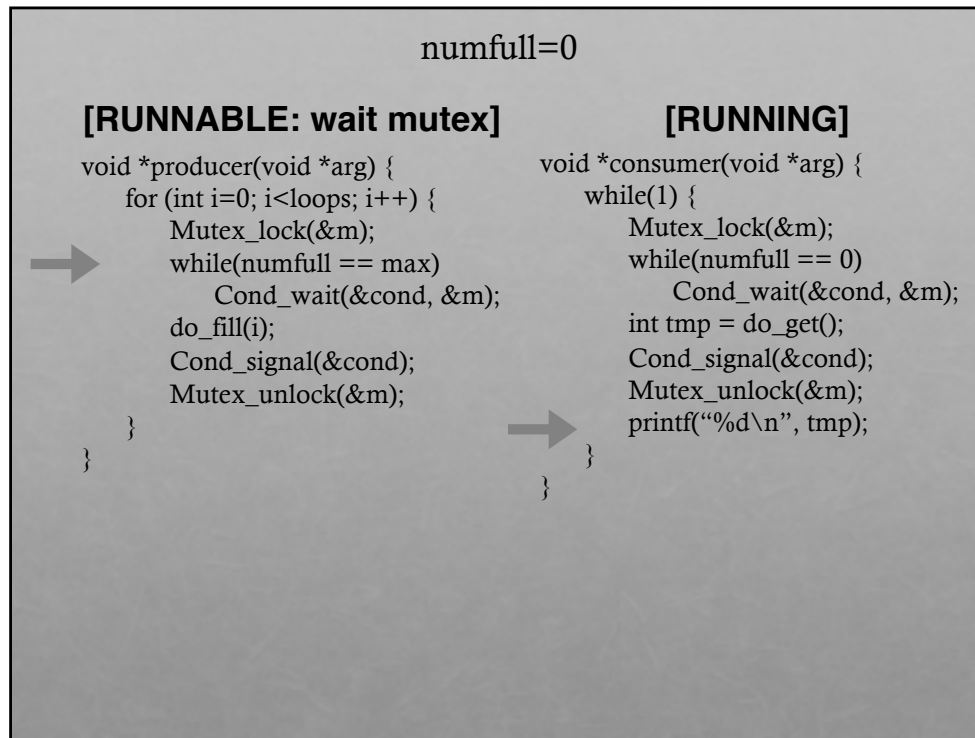 numfull=0
[RUNNABLE: wait mutex]
void *producer(void *arg) {
for (int i=0; i<loops; i++) {
Mutex_lock(&m);
while(numfull == max)
Cond_wait(&cond, &m);
do_fill(i);
Cond_signal(&cond);
Mutex_unlock(&m);
}
}
[RUNNING]
void *consumer(void *arg) {
while(1) {
Mutex_lock(&m);
while(numfull == 0)
Cond_wait(&cond, &m);
int tmp = do_get();
Cond_signal(&cond);
Mutex_unlock(&m);
printf(“%d\n”, tmp);
}
}